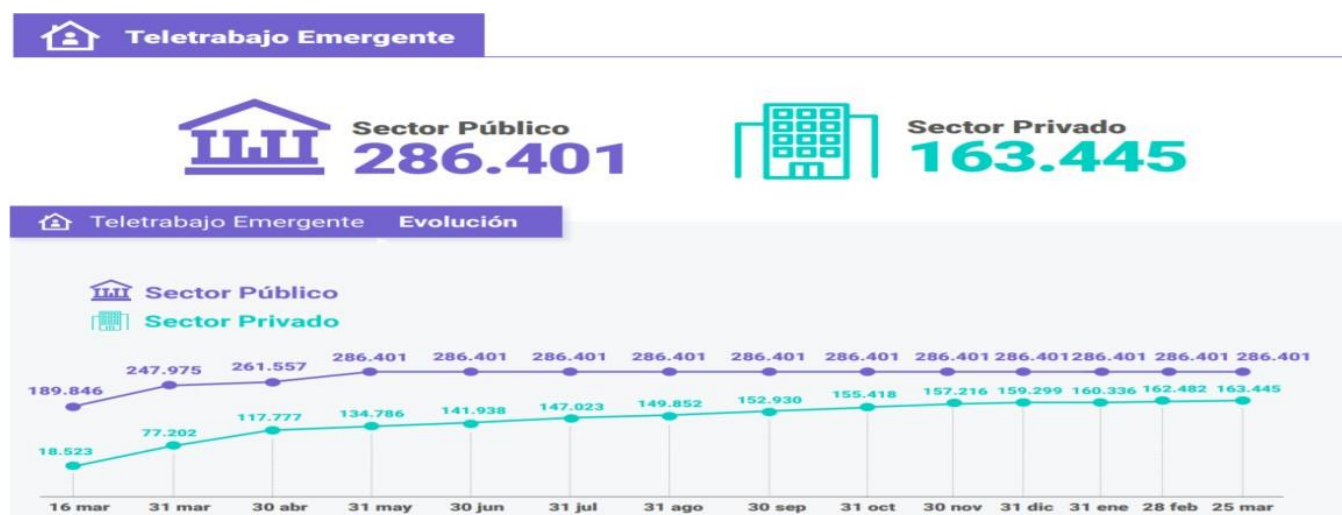 Teletrabajo Emergente
Sector Público
286.401
Sector Privado
163.445
Teletrabajo Emergente Evolución
Sector Público
Sector Privado
189.846 247.975 261.557 286.401 286.401 286.401 286.401 286.401 286.401 286.401 286.401 286.401 286.401 286.401
18.523 77.202 117.777 134.786 141.938 147.023 149.852 152.930 155.418 157.216 159.299 160.336 162.482 163.445
16 mar 31 mar 30 abr 31 may 30 jun 31 jul 31 ago 30 sep 31 oct 30 nov 31 dic 31 ene 28 feb 25 mar